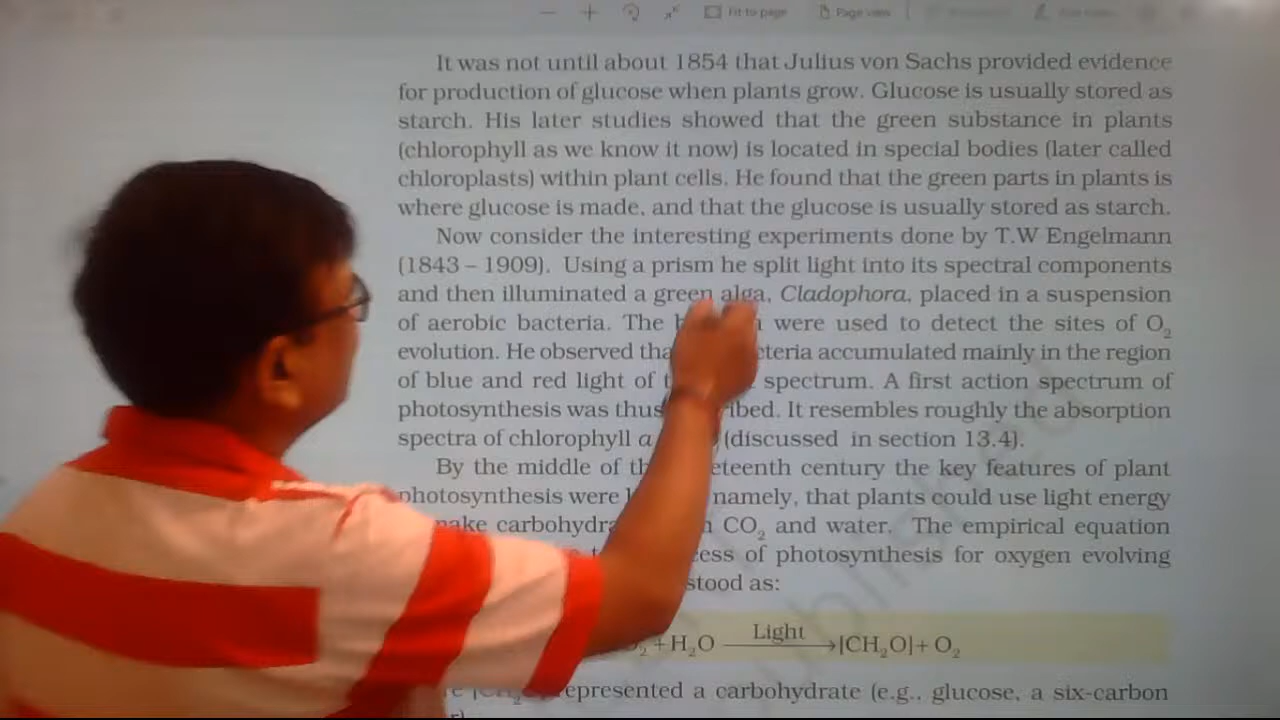 Fit to page Page view
It was not until about 1854 that Julius von Sachs provided evidence
for production of glucose when plants grow. Glucose is usually stored as
starch. His later studies showed that the green substance in plants
(chlorophyll as we know it now) is located in special bodies (later called
chloroplasts) within plant cells. He found that the green parts in plants is
where glucose is made, and that the glucose is usually stored as starch.
Now consider the interesting experiments done by T.W Engelmann
(1843 – 1909). Using a prism he split light into its spectral components
and then illuminated a green alga, Cladophora, placed in a suspension
of aerobic bacteria. The were used to detect the sites of O₂
evolution. He observed cteria accumulated mainly in the region
of blue and red light of spectrum. A first action spectrum of
photosynthesis was thus ibed. It resembles roughly the absorption
spectra of chlorophyll a (discussed in section 13.4).
By the middle of eteenth century the key features of plant
photosynthesis were namely, that plants could use light energy
make carbohydra CO₂ and water. The empirical equation
cess of photosynthesis for oxygen evolving
stood as:
₂ + H₂O Light → [CH₂O] + O₂
represented a carbohydrate (e.g., glucose, a six-carbon
published